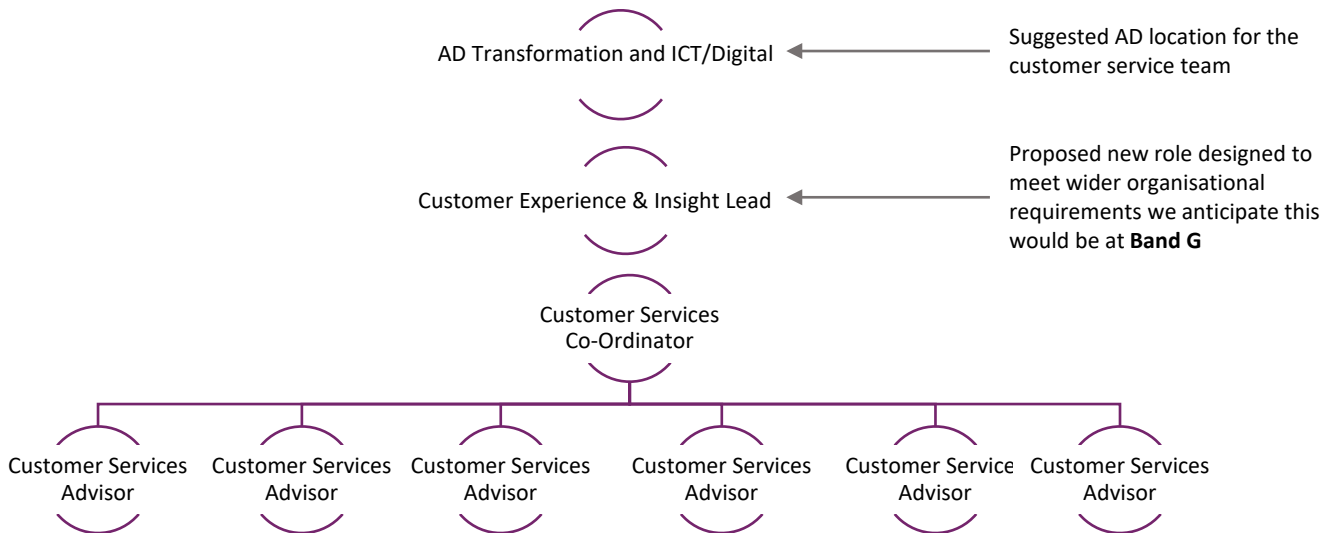 AD Transformation and ICT/Digital
Suggested AD location for the
customer service team
Customer Experience & Insight Lead
Proposed new role designed to
meet wider organisational
requirements we anticipate this
would be at Band G
Customer Services
Co-Ordinator
Customer Services
Advisor
Customer Services
Advisor
Customer Services
Advisor
Customer Services
Advisor
Customer Service
Advisor
Customer Services
Advisor